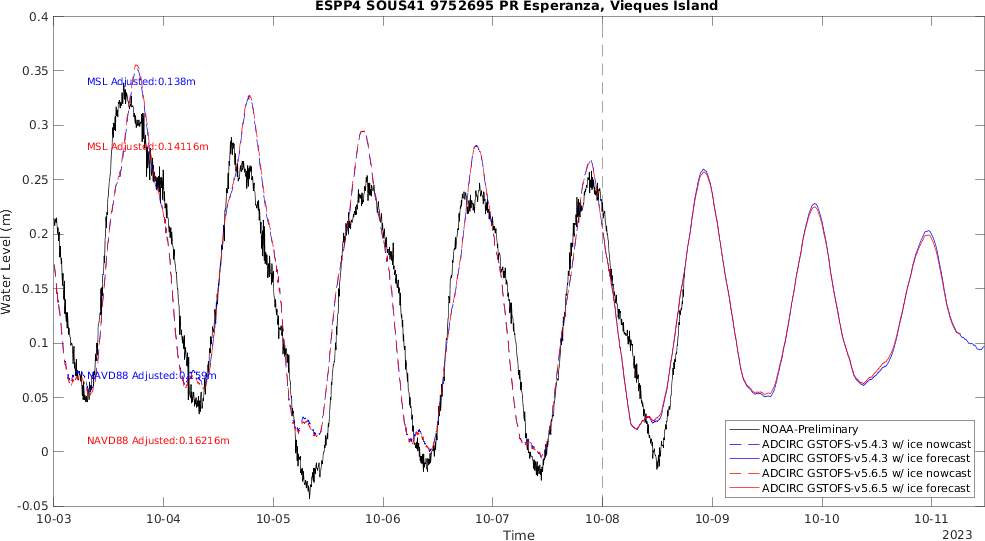 ESPP4 SOUS41 9752695 PR Esperanza, Vieques Island
0.4
0.35
0.3
0.25
0.2
0.15
0.1
0.05
0
-0.05
Water Level (m)
MSL Adjusted:0.138m
MSL Adjusted:0.14116m
NAVD88 Adjusted:0.159m
NAVD88 Adjusted:0.16216m
NOAA-Preliminary
ADCIRC GSTOFS-v5.4.3 w/ ice nowcast
ADCIRC GSTOFS-v5.4.3 w/ ice forecast
ADCIRC GSTOFS-v5.6.5 w/ ice nowcast
ADCIRC GSTOFS-v5.6.5 w/ ice forecast
10-03 10-04 10-05 10-06 10-07 10-08 10-09 10-10 10-11
2023
Time